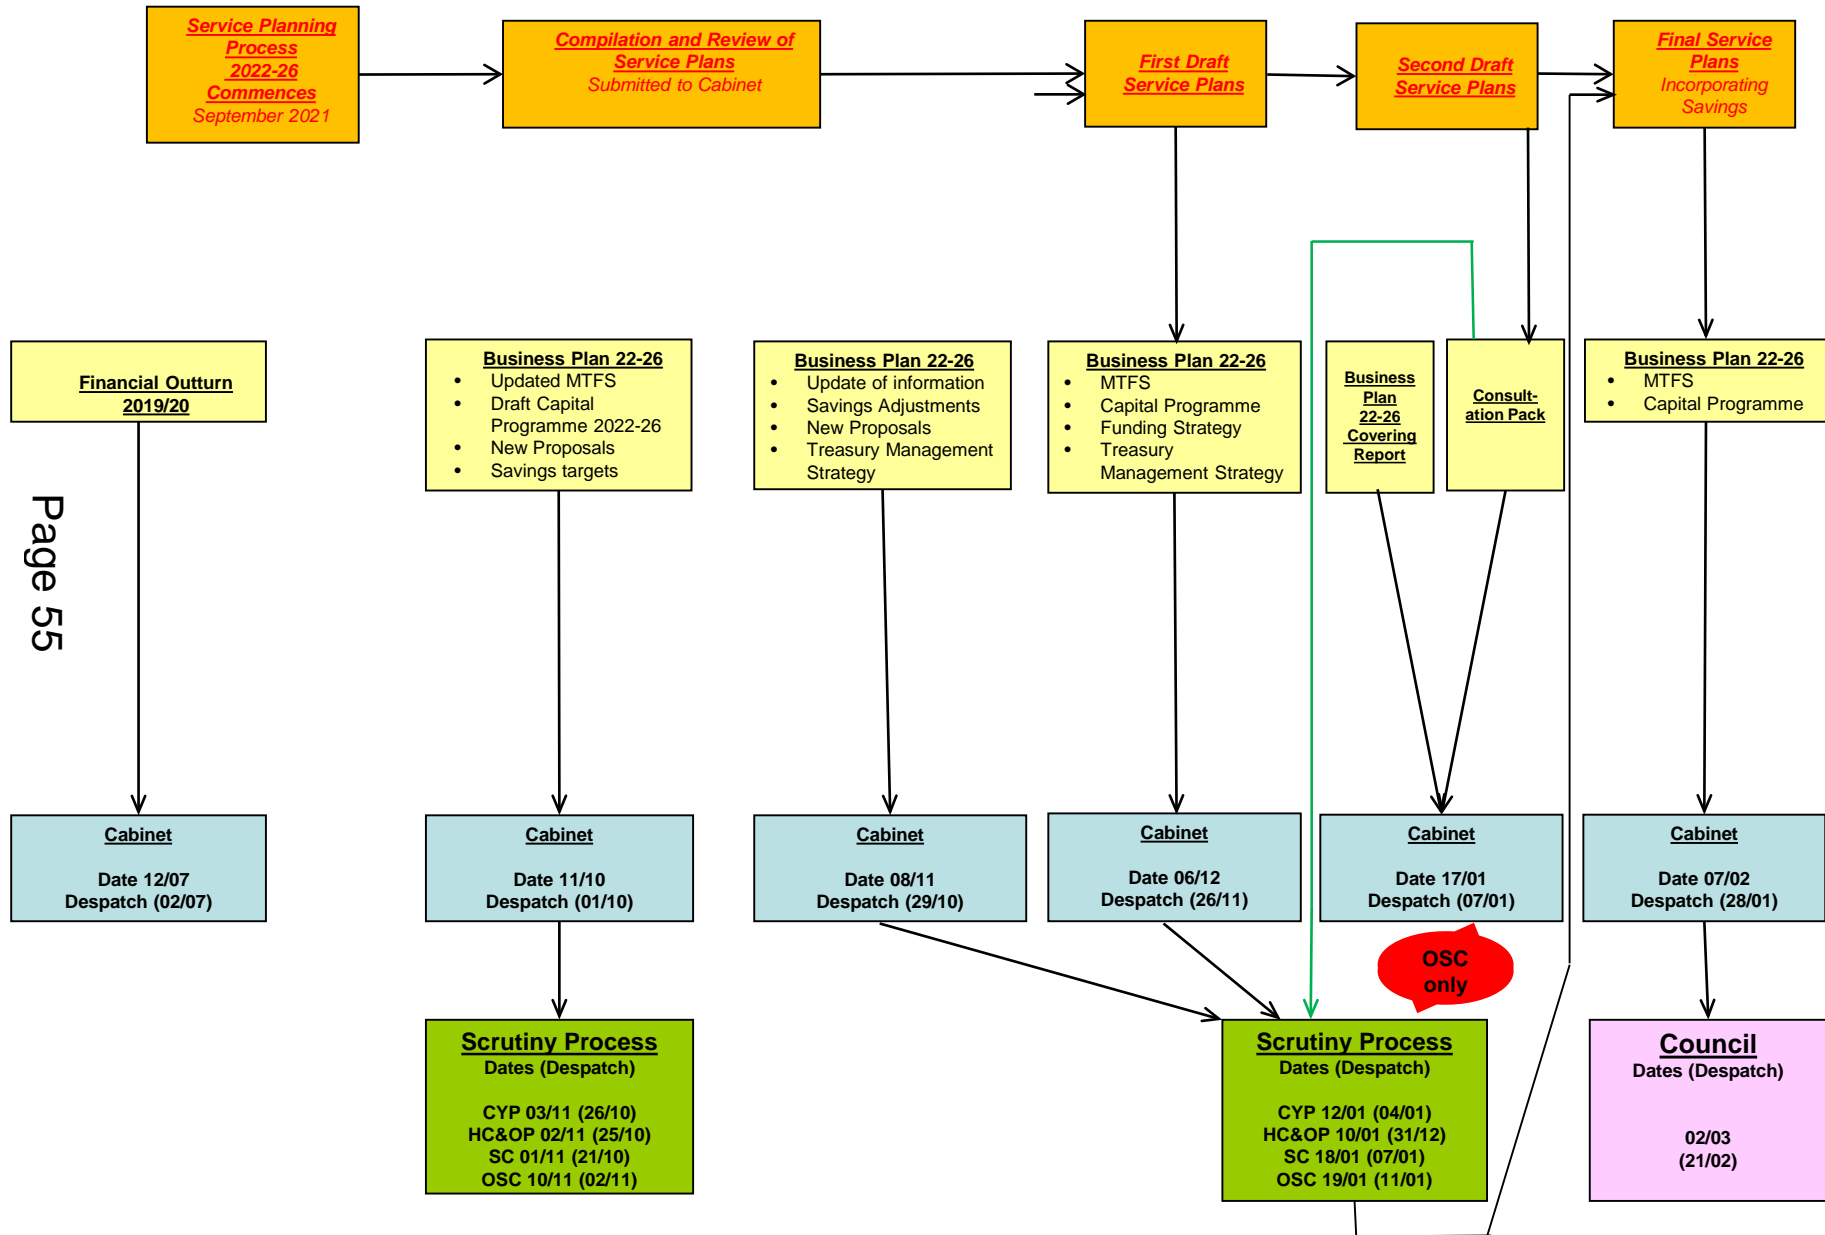 Service Planning
Process
2022-26
Commences
September 2021
Compilation and Review of
Service Plans
Submitted to Cabinet
First Draft
Service Plans
Second Draft
Service Plans
Final Service
Plans
Incorporating
Savings
Financial Outturn
2019/20
Business Plan 22-26
• Updated MTFS
• Draft Capital
Programme 2022-26
• New Proposals
• Savings targets
Business Plan 22-26
• Update of information
• Savings Adjustments
• New Proposals
• Treasury Management
Strategy
Business Plan 22-26
• MTFS
• Capital Programme
• Funding Strategy
• Treasury
Management Strategy
Business
Plan
22-26
Covering
Report
Consult-
ation Pack
Business Plan 22-26
• MTFS
• Capital Programme
Page 55
Cabinet
Date 12/07
Despatch (02/07)
Cabinet
Date 11/10
Despatch (01/10)
Cabinet
Date 08/11
Despatch (29/10)
Cabinet
Date 06/12
Despatch (26/11)
Cabinet
Date 17/01
Despatch (07/01)
Cabinet
Date 07/02
Despatch (28/01)
OSC
only
Scrutiny Process
Dates (Despatch)
CYP 03/11 (26/10)
HC&OP 02/11 (25/10)
SC 01/11 (21/10)
OSC 10/11 (02/11)
Scrutiny Process
Dates (Despatch)
CYP 12/01 (04/01)
HC&OP 10/01 (31/12)
SC 18/01 (07/01)
OSC 19/01 (11/01)
Council
Dates (Despatch)
02/03
(21/02)